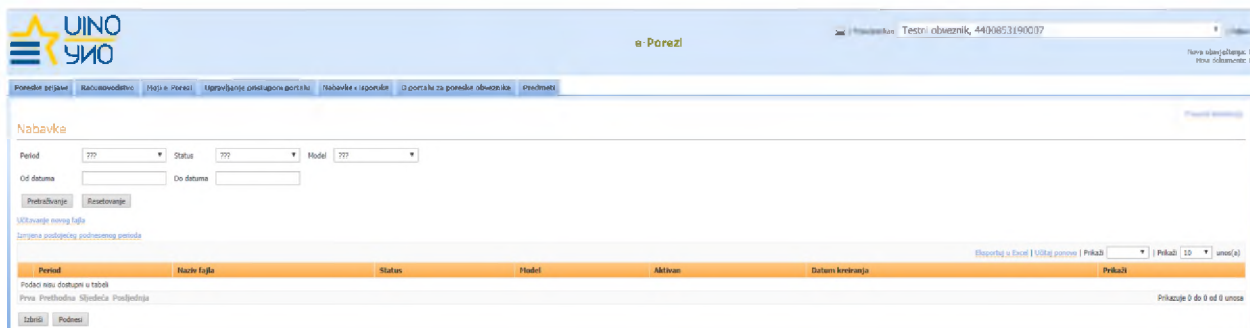 UINO
УИО
e-Porezi
Testni obveznik, 4400853190007
Nova obavještenja:
Novi dokumenti:
Poreske prijave Računovodstvo Moji e-Porezi Upravljanje pristupom portalu Nabavke i isporuke O portalu za poreske obveznike Predmeti
Nabavke
Period ??? Status ??? Model ???
Od datuma Do datuma
Pretraživanje Resetovanje
Učitavanje novog fajla
Izmjena postojećeg podnesenog perioda
Eksportuj u Excel | Učitaj ponovo | Prikaži | Prikaži 10 unos(a)
Period Naziv fajla Status Model Aktivan Datum kreiranja Prikaži
Podaci nisu dostupni u tabeli
Prva Prethodna Sljedeća Posljednja
Prikazuje 0 do 0 od 0 unosa
Izbriši Podnesi